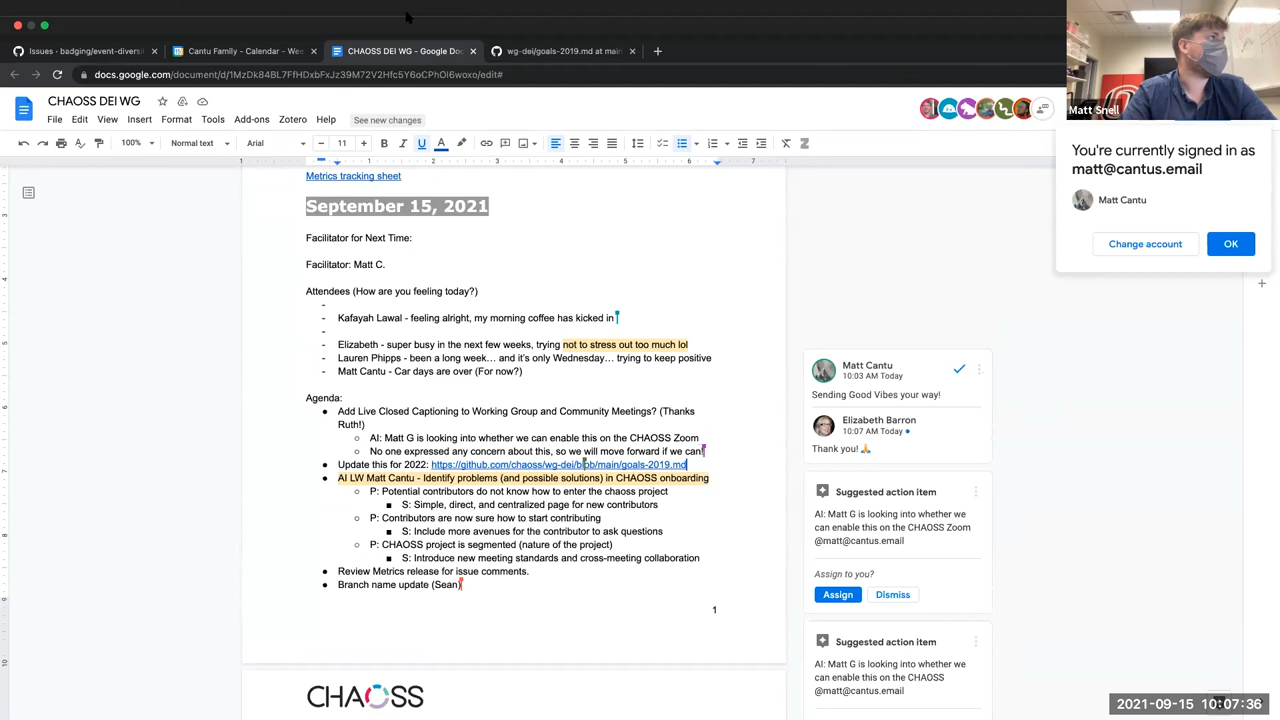 Issues · badging/event-diversi
Cantu Family - Calendar - Wee
CHAOSS DEI WG - Google Doc
wg-dei/goals-2019.md at main
docs.google.com/document/d/1MzDk84BL7FfHDxbFxJz39M72V2Hfc5Y6oCPhOl6woxo/edit#
CHAOSS DEI WG
File Edit View Insert Format Tools Add-ons Zotero Help See new changes
100% Normal text Arial 11
Matt Snell
You're currently signed in as
matt@cantus.email
Matt Cantu
Change account OK
Metrics tracking sheet
September 15, 2021
Facilitator for Next Time:
Facilitator: Matt C.
Attendees (How are you feeling today?)
-
- Kafayah Lawal - feeling alright, my morning coffee has kicked in
-
- Elizabeth - super busy in the next few weeks, trying not to stress out too much lol
- Lauren Phipps - been a long week… and it's only Wednesday… trying to keep positive
- Matt Cantu - Car days are over (For now?)
Agenda:
● Add Live Closed Captioning to Working Group and Community Meetings? (Thanks
Ruth!)
○ AI: Matt G is looking into whether we can enable this on the CHAOSS Zoom
○ No one expressed any concern about this, so we will move forward if we can!
● Update this for 2022: https://github.com/chaoss/wg-dei/blob/main/goals-2019.md
● AI LW Matt Cantu - Identify problems (and possible solutions) in CHAOSS onboarding
○ P: Potential contributors do not know how to enter the chaoss project
■ S: Simple, direct, and centralized page for new contributors
○ P: Contributors are now sure how to start contributing
■ S: Include more avenues for the contributor to ask questions
○ P: CHAOSS project is segmented (nature of the project)
■ S: Introduce new meeting standards and cross-meeting collaboration
● Review Metrics release for issue comments.
● Branch name update (Sean)
1
CHAOSS
Matt Cantu
10:03 AM Today
Sending Good Vibes your way!
Elizabeth Barron
10:07 AM Today
Thank you! 🙏
Suggested action item
AI: Matt G is looking into whether we
can enable this on the CHAOSS Zoom
@matt@cantus.email
Assign to you?
Assign Dismiss
Suggested action item
AI: Matt G is looking into whether we
can enable this on the CHAOSS
@matt@cantus.email
2021-09-15 10:07:36